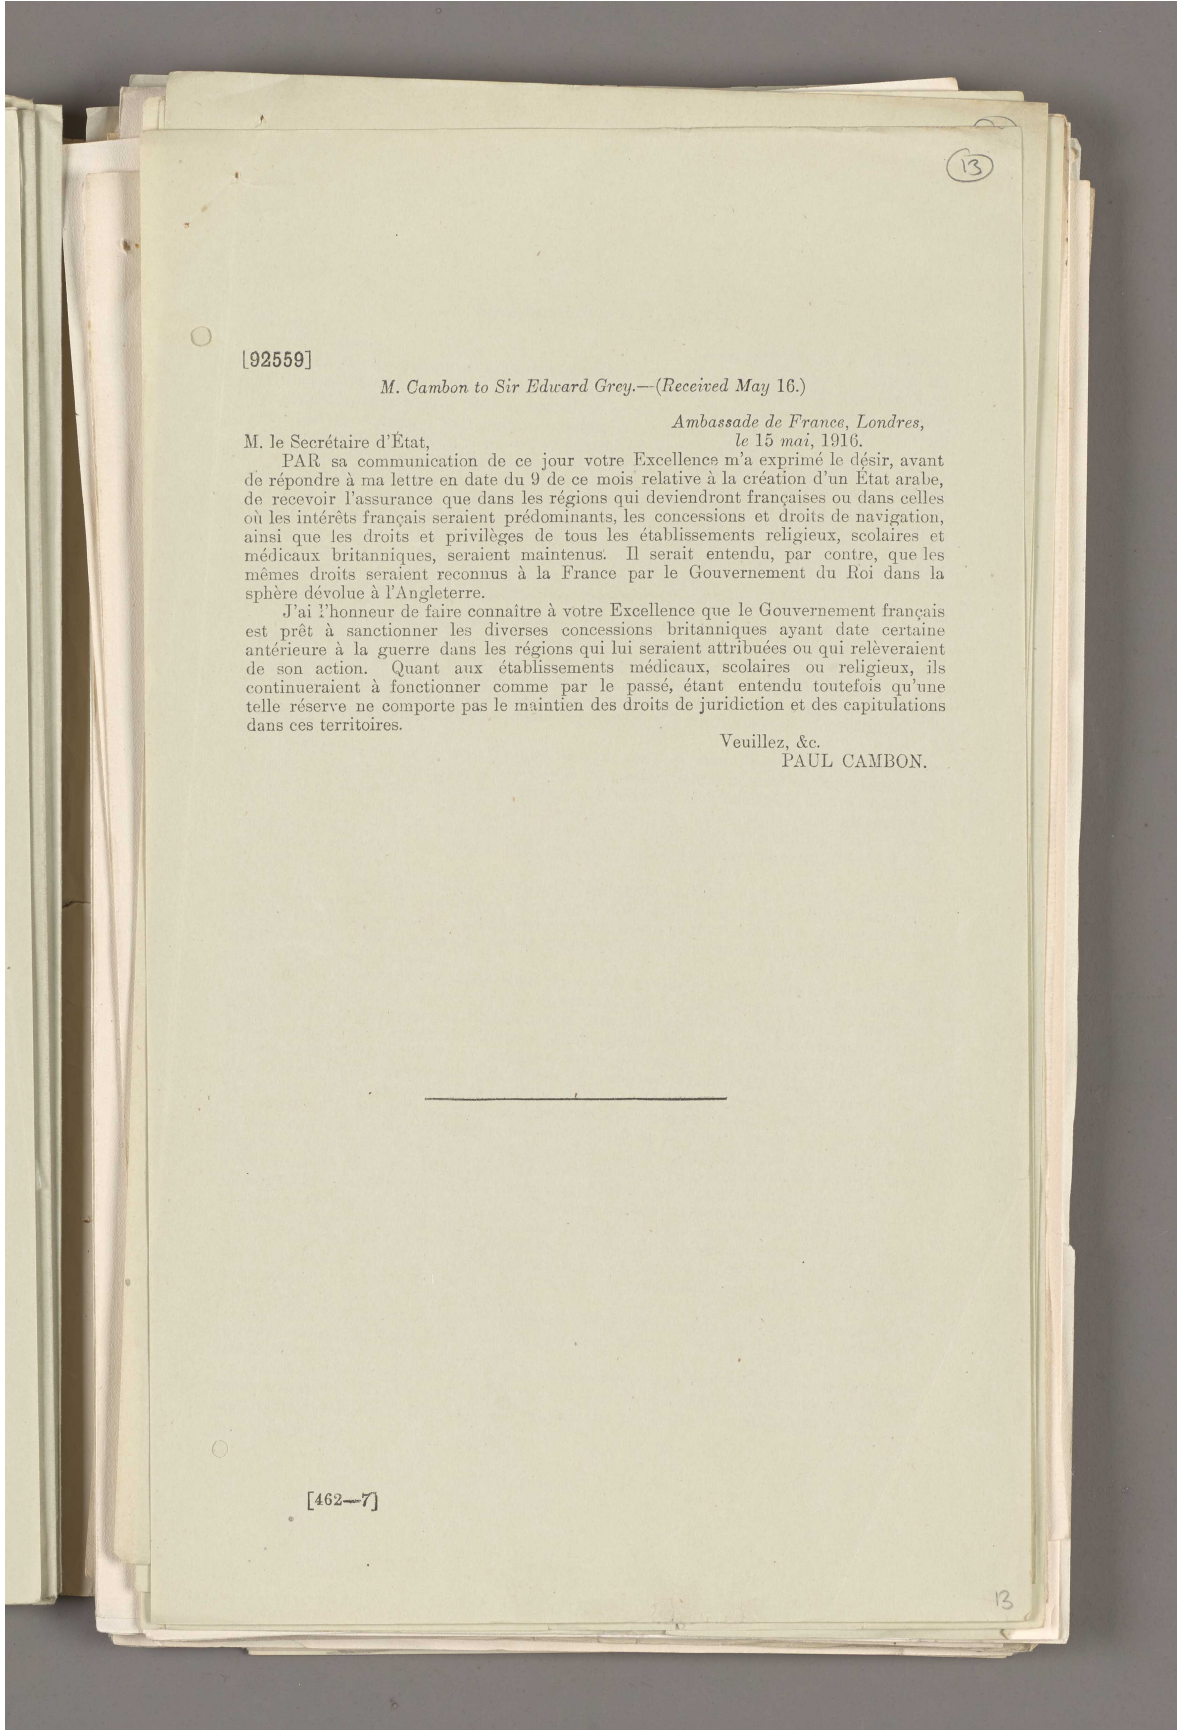 13
[92559]
M. Cambon to Sir Edward Grey.—(Received May 16.)
Ambassade de France, Londres,
M. le Secrétaire d'État, le 15 mai, 1916.
PAR sa communication de ce jour votre Excellence m'a exprimé le désir, avant
de répondre à ma lettre en date du 9 de ce mois relative à la création d'un État arabe,
de recevoir l'assurance que dans les régions qui deviendront françaises ou dans celles
où les intérêts français seraient prédominants, les concessions et droits de navigation,
ainsi que les droits et privilèges de tous les établissements religieux, scolaires et
médicaux britanniques, seraient maintenus. Il serait entendu, par contre, que les
mêmes droits seraient reconnus à la France par le Gouvernement du Roi dans la
sphère dévolue à l'Angleterre.
J'ai l'honneur de faire connaître à votre Excellence que le Gouvernement français
est prêt à sanctionner les diverses concessions britanniques ayant date certaine
antérieure à la guerre dans les régions qui lui seraient attribuées ou qui relèveraient
de son action. Quant aux établissements médicaux, scolaires ou religieux, ils
continueraient à fonctionner comme par le passé, étant entendu toutefois qu'une
telle réserve ne comporte pas le maintien des droits de juridiction et des capitulations
dans ces territoires.
Veuillez, &c.
PAUL CAMBON.
[462—7]
13